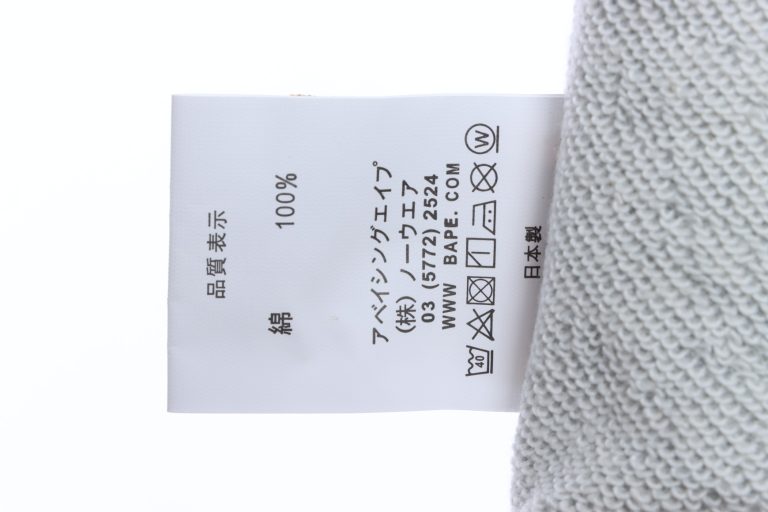 品質表示
綿 100%
アベイシングエイプ
(株) ノーウエア
03 (5772) 2524
WWW BAPE. COM
40 W
日本製